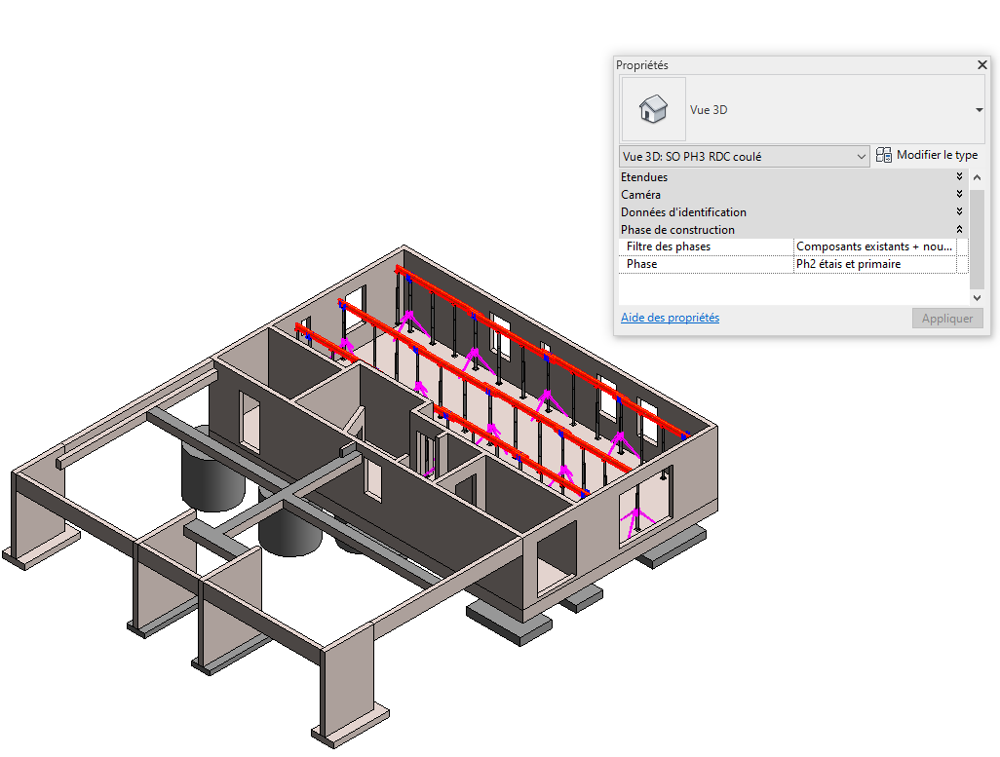 Propriétés
Vue 3D
Vue 3D: SO PH3 RDC coulé
Modifier le type
Etendues
Caméra
Données d'identification
Phase de construction
Filtre des phases Composants existants + nou...
Phase Ph2 étais et primaire
Aide des propriétés Appliquer